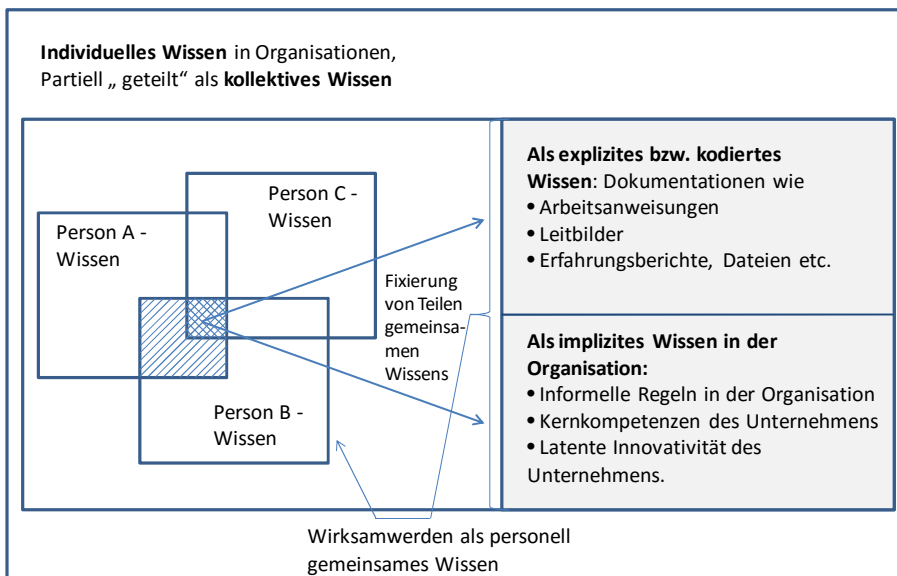 Individuelles Wissen in Organisationen,
Partiell „ geteilt“ als kollektives Wissen
Person C -
Wissen
Person A -
Wissen
Person B -
Wissen
Fixierung
von Teilen
gemeinsa-
men
Wissens
Als explizites bzw. kodiertes
Wissen: Dokumentationen wie
• Arbeitsanweisungen
• Leitbilder
• Erfahrungsberichte, Dateien etc.
Als implizites Wissen in der
Organisation:
• Informelle Regeln in der Organisation
• Kernkompetenzen des Unternehmens
• Latente Innovativität des
Unternehmens.
Wirksamwerden als personell
gemeinsames Wissen